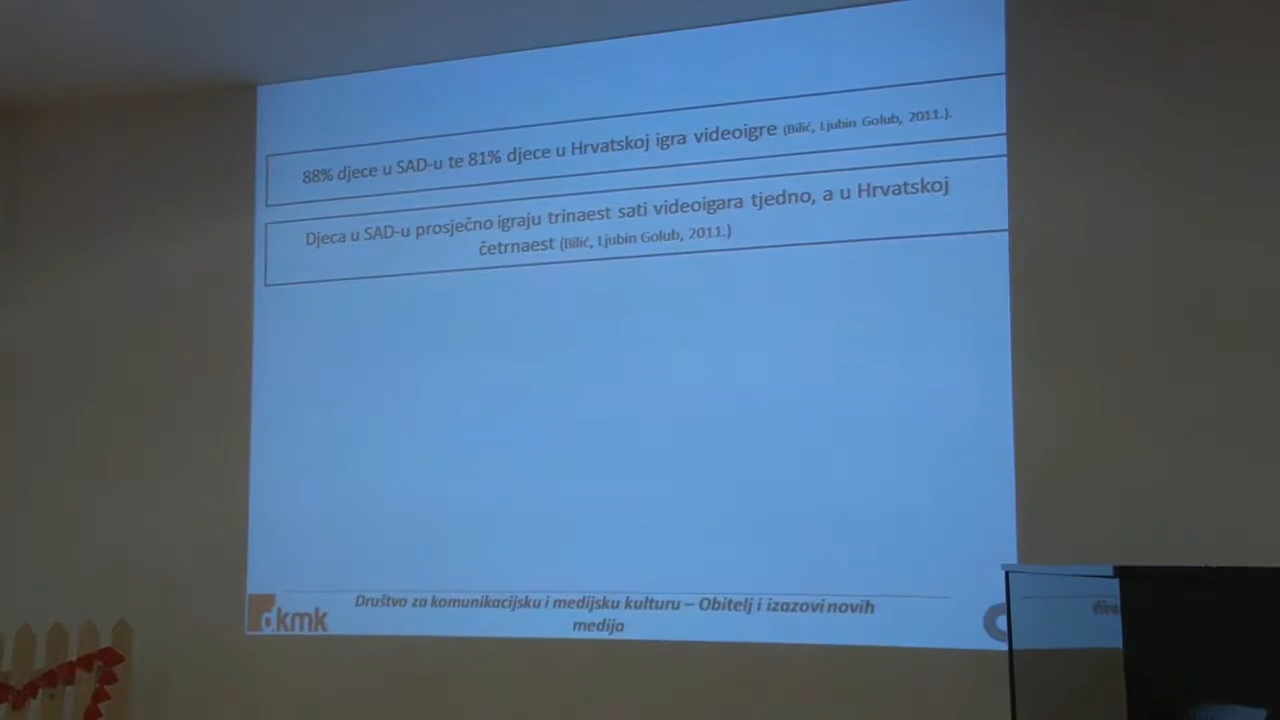 88% djece u SAD-u te 81% djece u Hrvatskoj igra videoigre (Bilić, Ljubin Golub, 2011.).
Djeca u SAD-u prosječno igraju trinaest sati videoigara tjedno, a u Hrvatskoj
četrnaest (Bilić, Ljubin Golub, 2011.)
Društvo za komunikacijsku i medijsku kulturu – Obitelj i izazovi novih
medija
dkmk